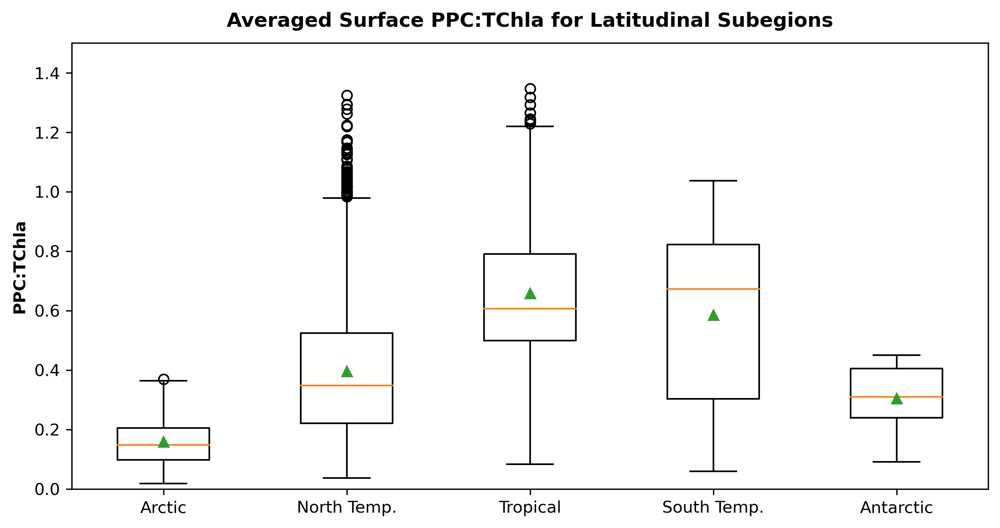 Averaged Surface PPC:TChla for Latitudinal Subegions
PPC:TChla
1.4
1.2
1.0
0.8
0.6
0.4
0.2
0.0
Arctic North Temp. Tropical South Temp. Antarctic